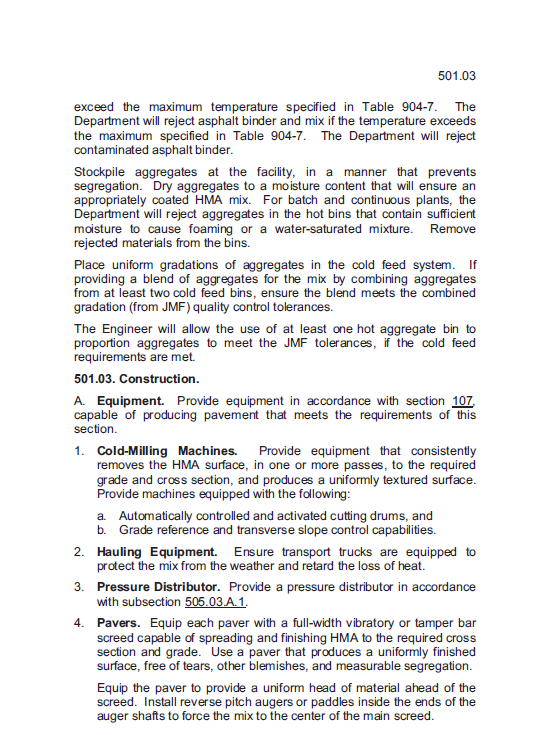 501.03
exceed the maximum temperature specified in Table 904-7. The
Department will reject asphalt binder and mix if the temperature exceeds
the maximum specified in Table 904-7. The Department will reject
contaminated asphalt binder.
Stockpile aggregates at the facility, in a manner that prevents
segregation. Dry aggregates to a moisture content that will ensure an
appropriately coated HMA mix. For batch and continuous plants, the
Department will reject aggregates in the hot bins that contain sufficient
moisture to cause foaming or a water-saturated mixture. Remove
rejected materials from the bins.
Place uniform gradations of aggregates in the cold feed system. If
providing a blend of aggregates for the mix by combining aggregates
from at least two cold feed bins, ensure the blend meets the combined
gradation (from JMF) quality control tolerances.
The Engineer will allow the use of at least one hot aggregate bin to
proportion aggregates to meet the JMF tolerances, if the cold feed
requirements are met.
501.03. Construction.
A. Equipment. Provide equipment in accordance with section 107,
capable of producing pavement that meets the requirements of this
section.
1. Cold-Milling Machines. Provide equipment that consistently
removes the HMA surface, in one or more passes, to the required
grade and cross section, and produces a uniformly textured surface.
Provide machines equipped with the following:
a. Automatically controlled and activated cutting drums, and
b. Grade reference and transverse slope control capabilities.
2. Hauling Equipment. Ensure transport trucks are equipped to
protect the mix from the weather and retard the loss of heat.
3. Pressure Distributor. Provide a pressure distributor in accordance
with subsection 505.03.A.1.
4. Pavers. Equip each paver with a full-width vibratory or tamper bar
screed capable of spreading and finishing HMA to the required cross
section and grade. Use a paver that produces a uniformly finished
surface, free of tears, other blemishes, and measurable segregation.
Equip the paver to provide a uniform head of material ahead of the
screed. Install reverse pitch augers or paddles inside the ends of the
auger shafts to force the mix to the center of the main screed.